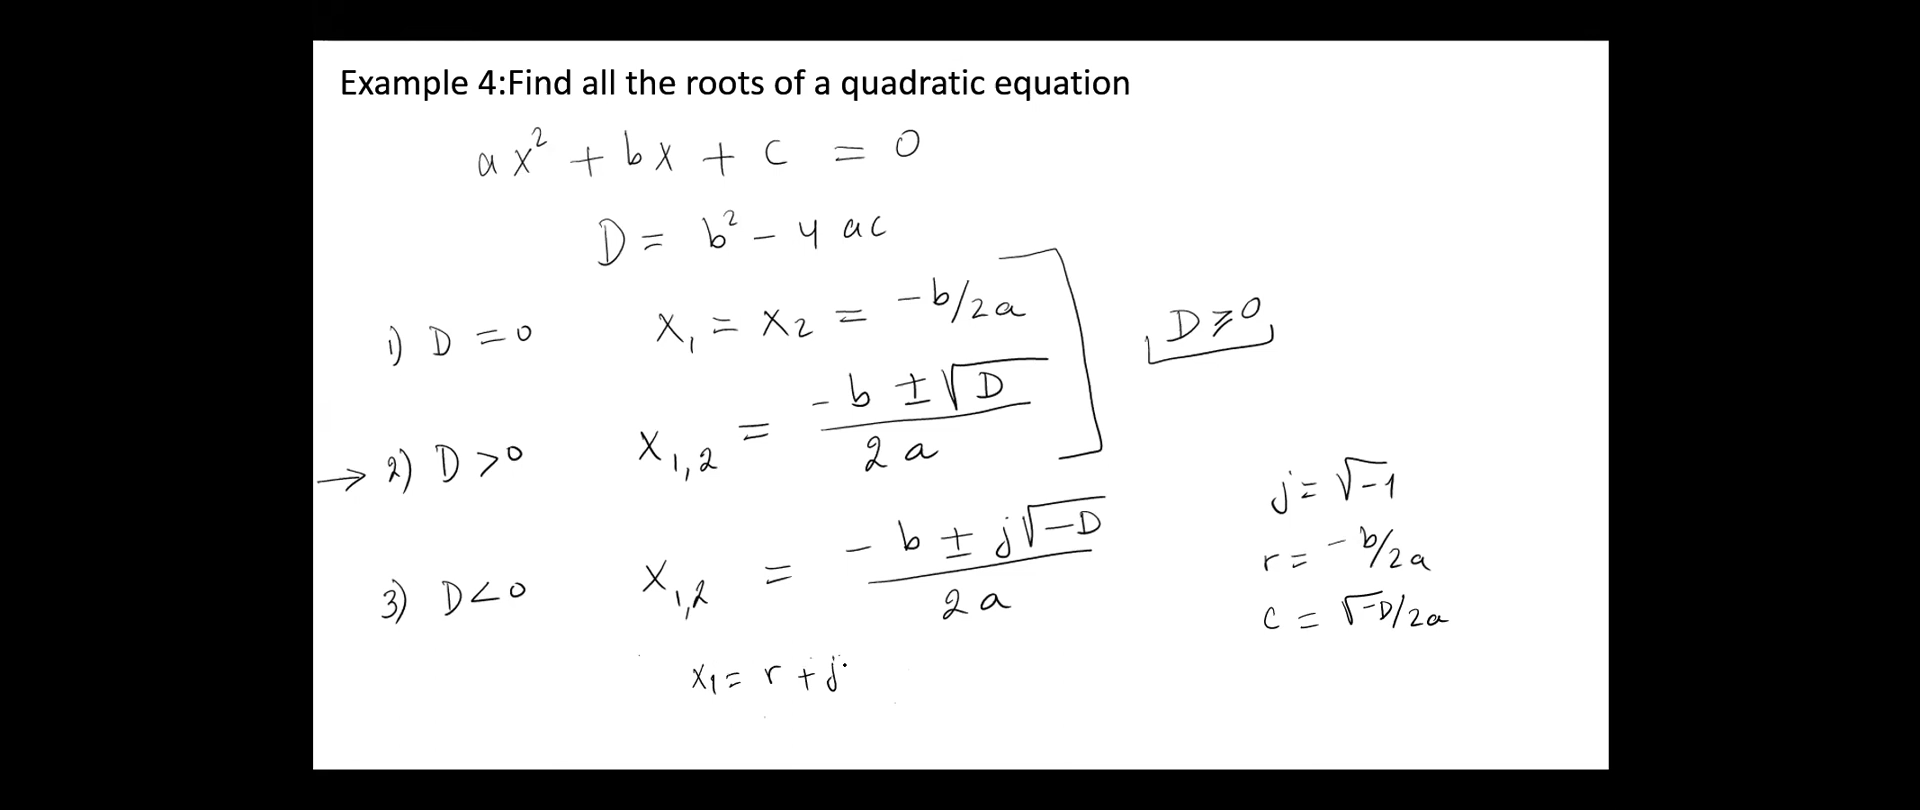 Example 4:Find all the roots of a quadratic equation
ax² + bx + c = 0
D = b² - 4ac
1) D = 0 x₁ = x₂ = -b/2a
D ⩾ 0
→ 2) D > 0 x₁,₂ = (-b ± √D)/2a
j = √-1
r = -b/2a
3) D < 0 x₁,₂ = (-b ± j√-D)/2a
c = √-D/2a
x₁ = r + j